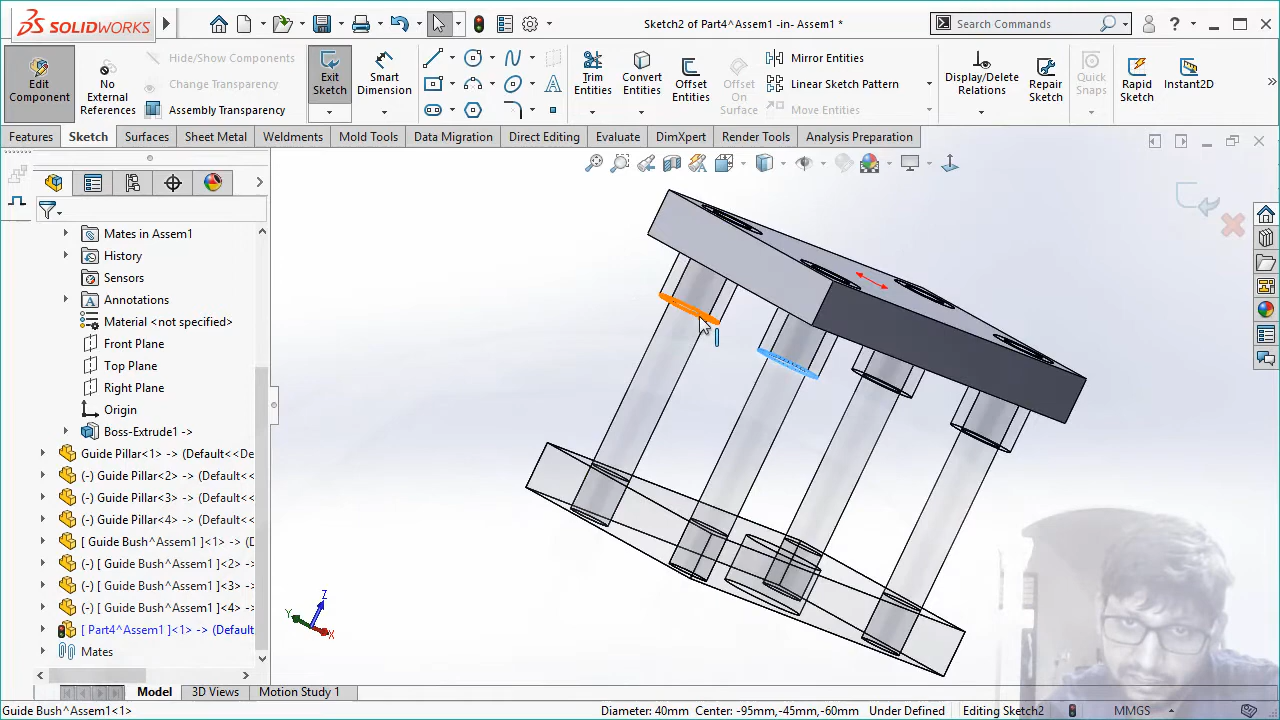 SOLIDWORKS
Sketch2 of Part4^Assem1 -in- Assem1 *
Search Commands
Edit Component
No External References
Hide/Show Components
Change Transparency
Assembly Transparency
Exit Sketch
Smart Dimension
Trim Entities
Convert Entities
Offset Entities
Offset On Surface
Mirror Entities
Linear Sketch Pattern
Move Entities
Display/Delete Relations
Repair Sketch
Quick Snaps
Rapid Sketch
Instant2D
Features
Sketch
Surfaces
Sheet Metal
Weldments
Mold Tools
Data Migration
Direct Editing
Evaluate
DimXpert
Render Tools
Analysis Preparation
Mates in Assem1
History
Sensors
Annotations
Material <not specified>
Front Plane
Top Plane
Right Plane
Origin
Boss-Extrude1 ->
Guide Pillar<1> -> (Default<<De
(-) Guide Pillar<2> -> (Default<<
(-) Guide Pillar<3> -> (Default<<
(-) Guide Pillar<4> -> (Default<<
[ Guide Bush^Assem1 ]<1> -> (D
(-) [ Guide Bush^Assem1 ]<2> ->
(-) [ Guide Bush^Assem1 ]<3> ->
(-) [ Guide Bush^Assem1 ]<4> ->
[ Part4^Assem1 ]<1> -> (Default
Mates
Z
Y
X
Model
3D Views
Motion Study 1
Guide Bush^Assem1<1>
Diameter: 40mm Center: -95mm,-45mm,-60mm
Under Defined
Editing Sketch2
MMGS